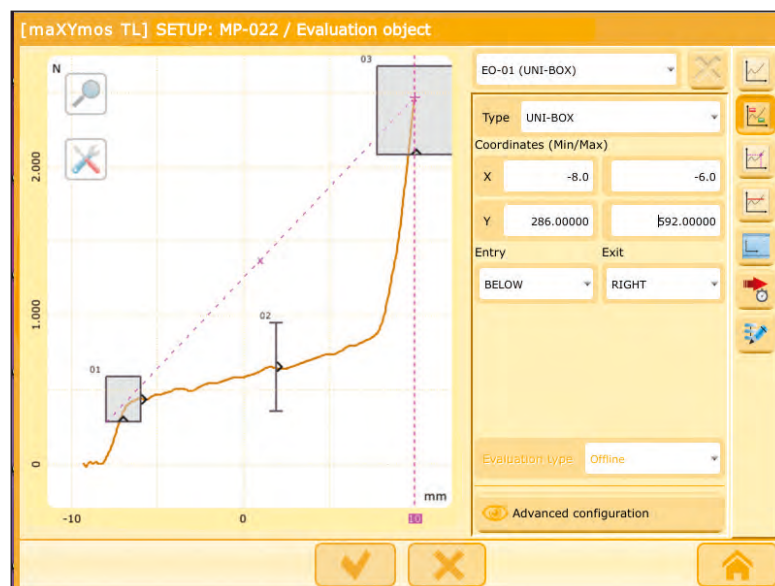 [maXYmos TL] SETUP: MP-022 / Evaluation object
N
03
2.000
1.000
02
01
0
mm
-10
0
10
EO-01 (UNI-BOX)
Type UNI-BOX
Coordinates (Min/Max)
X -8.0 -6.0
Y 286.00000 592.00000
Entry Exit
BELOW RIGHT
Evaluation type Offline
Advanced configuration